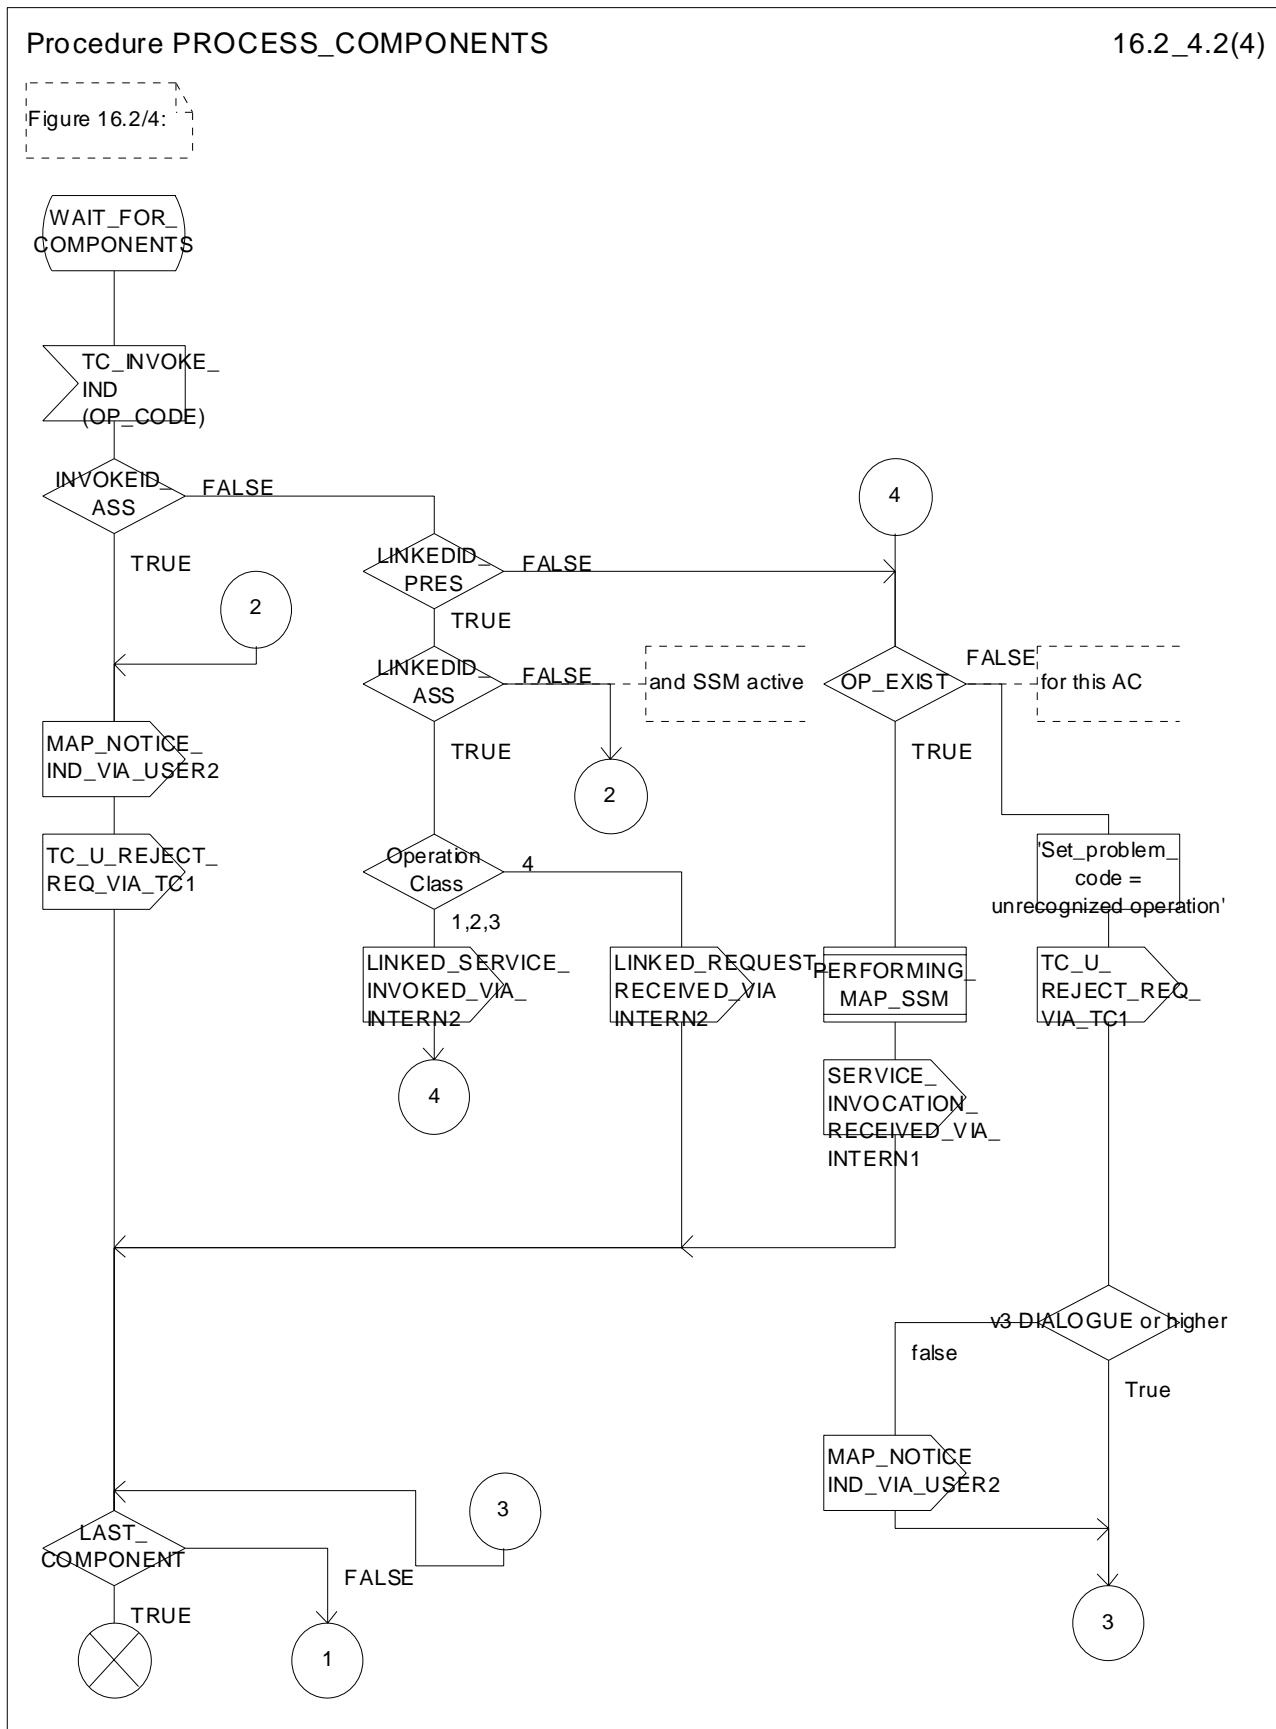 Procedure PROCESS_COMPONENTS
16.2_4.2(4)
Figure 16.2/4:
WAIT_FOR_
COMPONENTS
TC_INVOKE_
IND
(OP_CODE)
INVOKEID_
ASS
FALSE
TRUE
2
LINKEDID_
PRES
FALSE
TRUE
4
LINKEDID_
ASS
FALSE
and SSM active
TRUE
2
OP_EXIST
FALSE
for this AC
TRUE
MAP_NOTICE_
IND_VIA_USER2
TC_U_REJECT_
REQ_VIA_TC1
Operation
Class
4
1,2,3
'Set_problem_
code =
unrecognized operation'
LINKED_SERVICE_
INVOKED_VIA_
INTERN2
LINKED_REQUEST_
RECEIVED_VIA
INTERN2
PERFORMING_
MAP_SSM
TC_U_
REJECT_REQ_
VIA_TC1
4
SERVICE_
INVOCATION_
RECEIVED_VIA_
INTERN1
v3 DIALOGUE or higher
false
True
MAP_NOTICE
IND_VIA_USER2
3
LAST_
COMPONENT
FALSE
TRUE
1
3